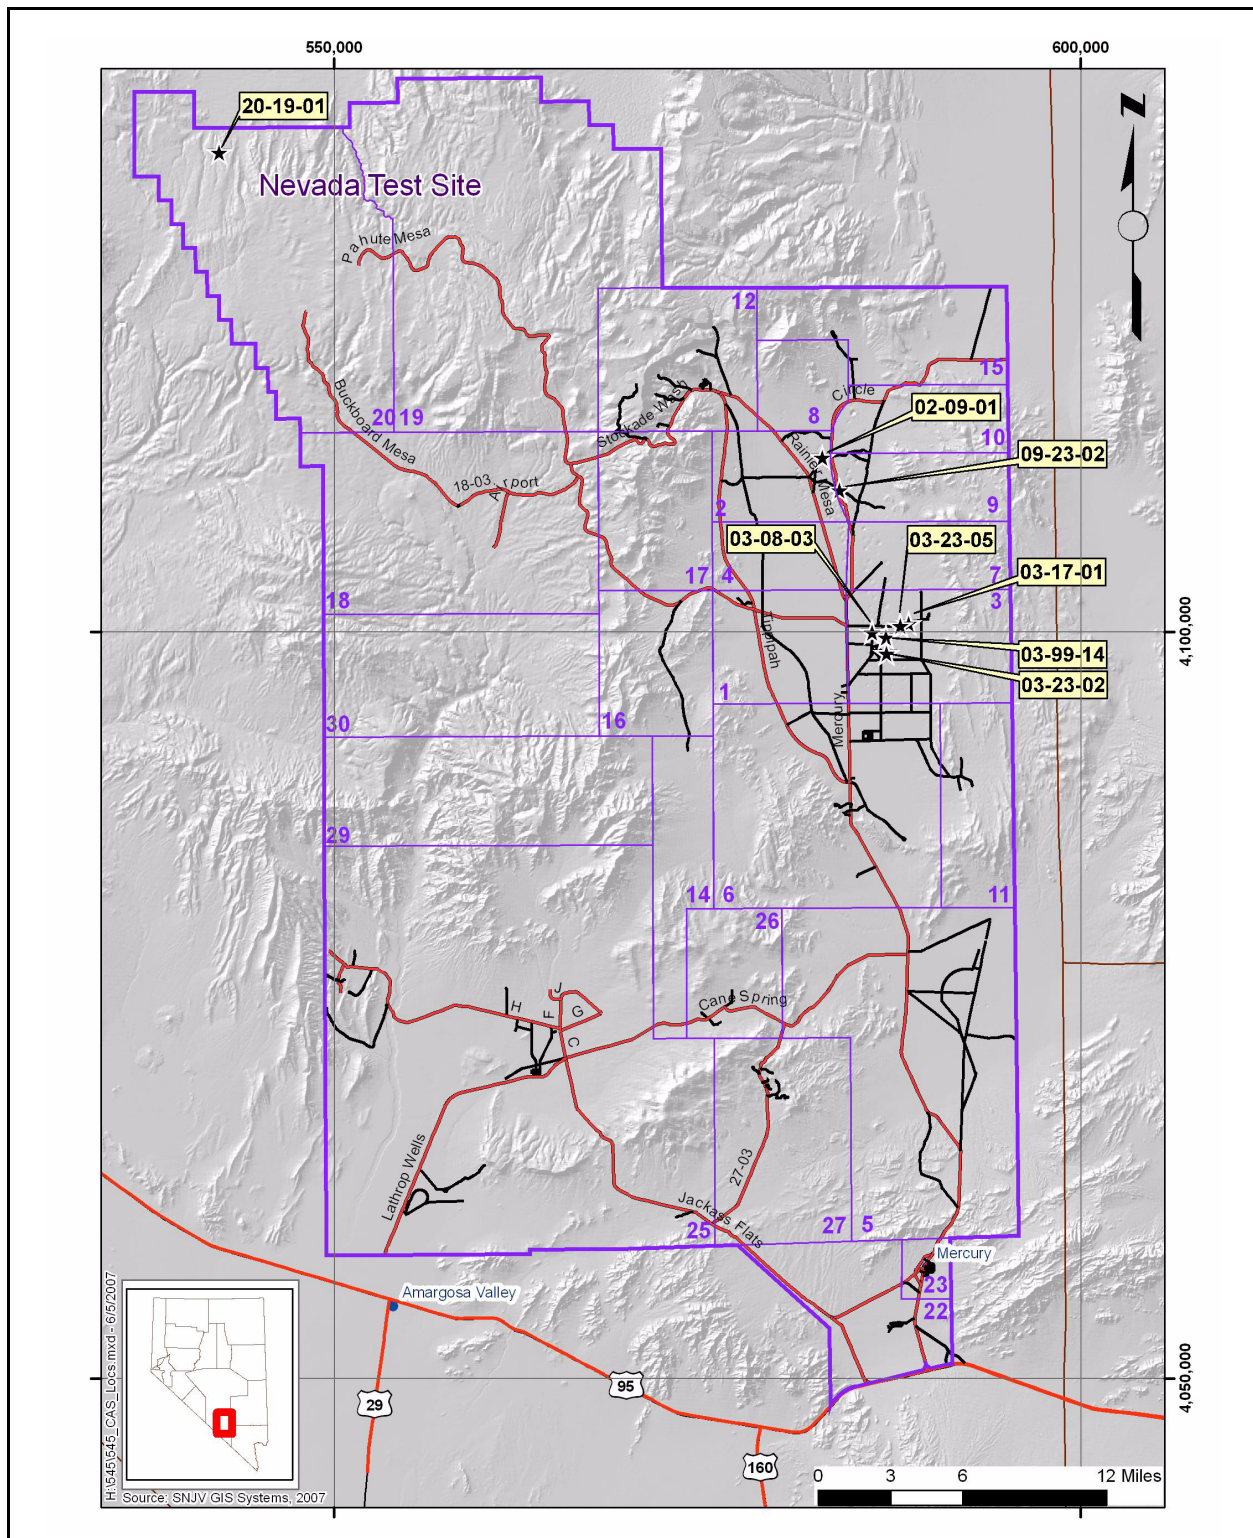 550,000
600,000
20-19-01
Nevada Test Site
Z
Pahute Mesa
12
15
Circle
02-09-01
Buckboard Mesa
20
19
Stockade Wash
8
10
Rainier Mesa
09-23-02
18-03
Airport
2
9
03-08-03
03-23-05
17
4
7
03-17-01
3
18
4,100,000
Tippipah
03-99-14
03-23-02
1
Mercury
30
16
29
14
6
11
26
J
H
F
G
Cane Spring
C
Lathrop Wells
27-03
Jackass Flats
25
27
5
Mercury
23
22
Amargosa Valley
4,050,000
95
29
160
0
3
6
12 Miles
H:\545\545_CAS_Locs.mxd - 6/5/2007
Source: SNJV GIS Systems, 2007